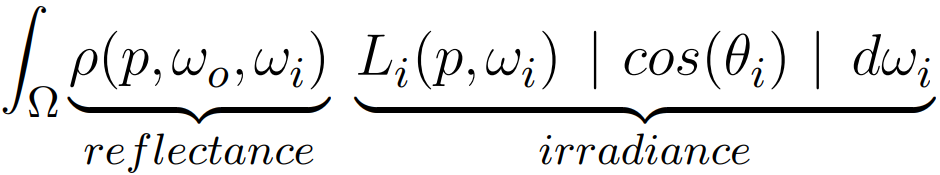 ∫_Ω ρ(p, ω_o, ω_i) L_i(p, ω_i) | cos(θ_i) | dω_i
reflectance irradiance